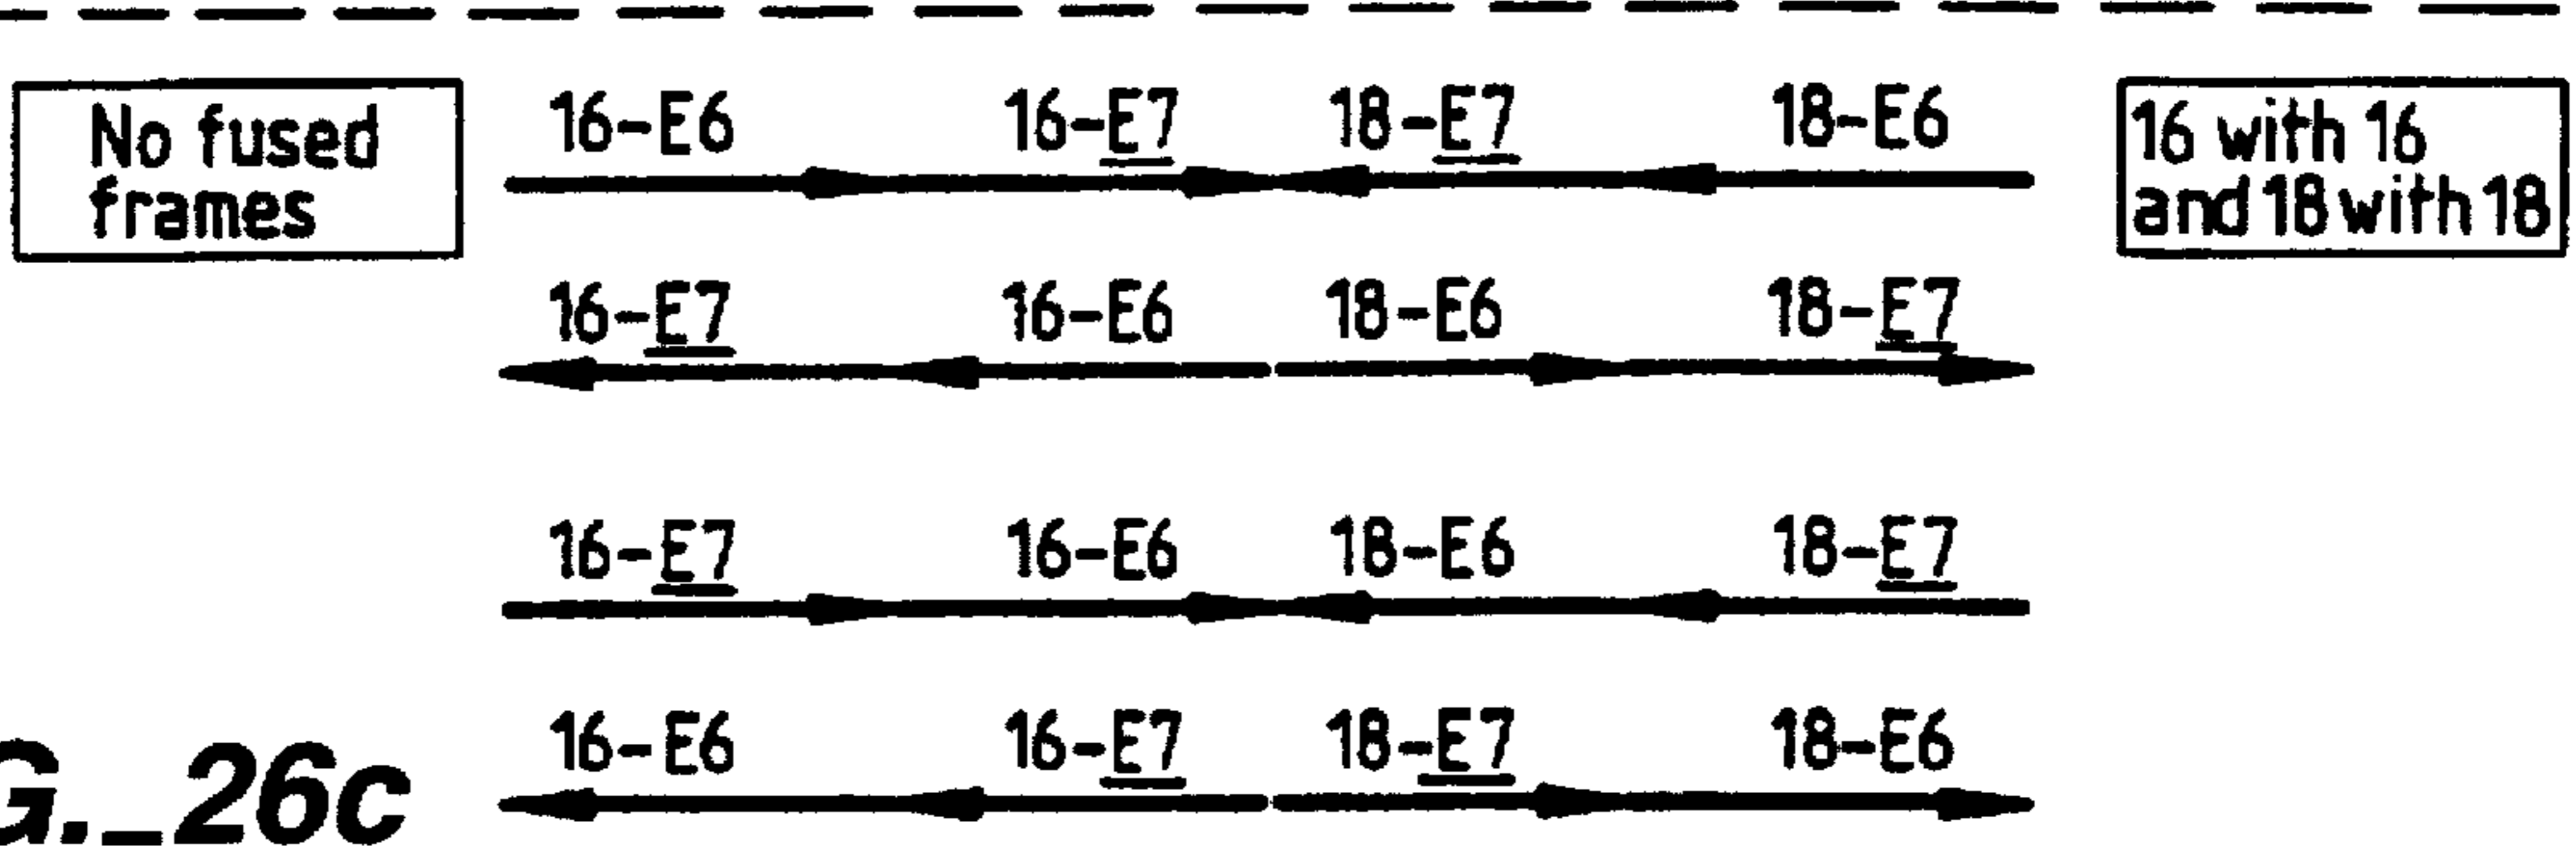 No fused
frames
16-E6 16-E7 18-E7 18-E6
16 with 16
and 18 with 18
16-E7 16-E6 18-E6 18-E7
16-E7 16-E6 18-E6 18-E7
16-E6 16-E7 18-E7 18-E6
G._26c